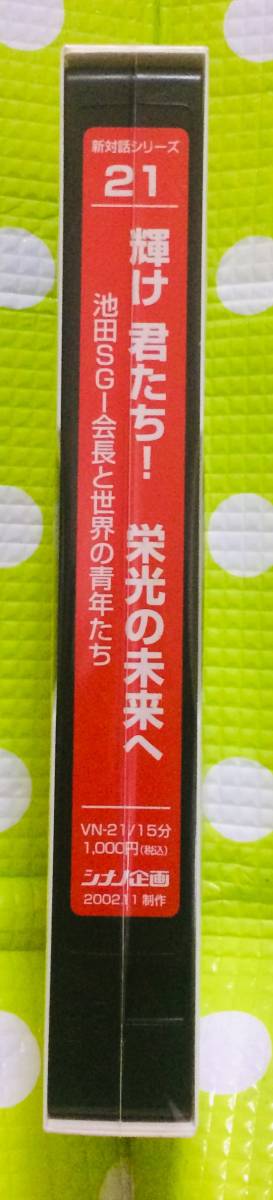 新対話シリーズ
21
輝け 君たち! 栄光の未来へ
池田SGI会長と世界の青年たち
VN-21/15分
1,000円(税込)
シナノ企画
2002.11 制作